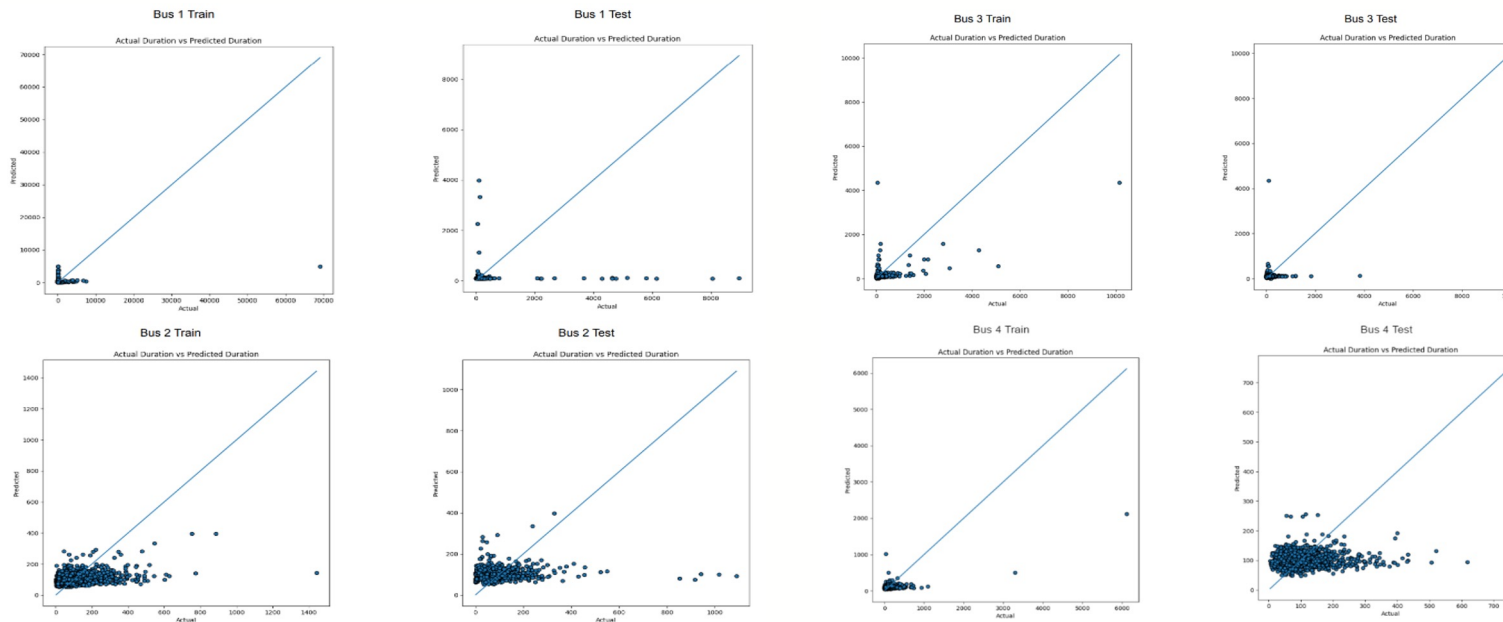 Bus 1 Train
Actual Duration vs Predicted Duration
70000
60000
50000
40000
30000
20000
10000
0
Predicted
0 10000 20000 30000 40000 50000 60000 70000
Actual
Bus 1 Test
Actual Duration vs Predicted Duration
8000
6000
4000
2000
0
Predicted
0 2000 4000 6000 8000
Actual
Bus 3 Train
Actual Duration vs Predicted Duration
10000
8000
6000
4000
2000
0
Predicted
0 2000 4000 6000 8000 10000
Actual
Bus 3 Test
Actual Duration vs Predicted Duration
10000
8000
6000
4000
2000
0
Predicted
0 2000 4000 6000 8000
Actual
Bus 2 Train
Actual Duration vs Predicted Duration
1400
1200
1000
800
600
400
200
0
Predicted
0 200 400 600 800 1000 1200 1400
Actual
Bus 2 Test
Actual Duration vs Predicted Duration
1000
800
600
400
200
0
Predicted
0 200 400 600 800 1000
Actual
Bus 4 Train
Actual Duration vs Predicted Duration
6000
5000
4000
3000
2000
1000
0
Predicted
0 1000 2000 3000 4000 5000 6000
Actual
Bus 4 Test
Actual Duration vs Predicted Duration
700
600
500
400
300
200
100
0
Predicted
0 100 200 300 400 500 600 700
Actual